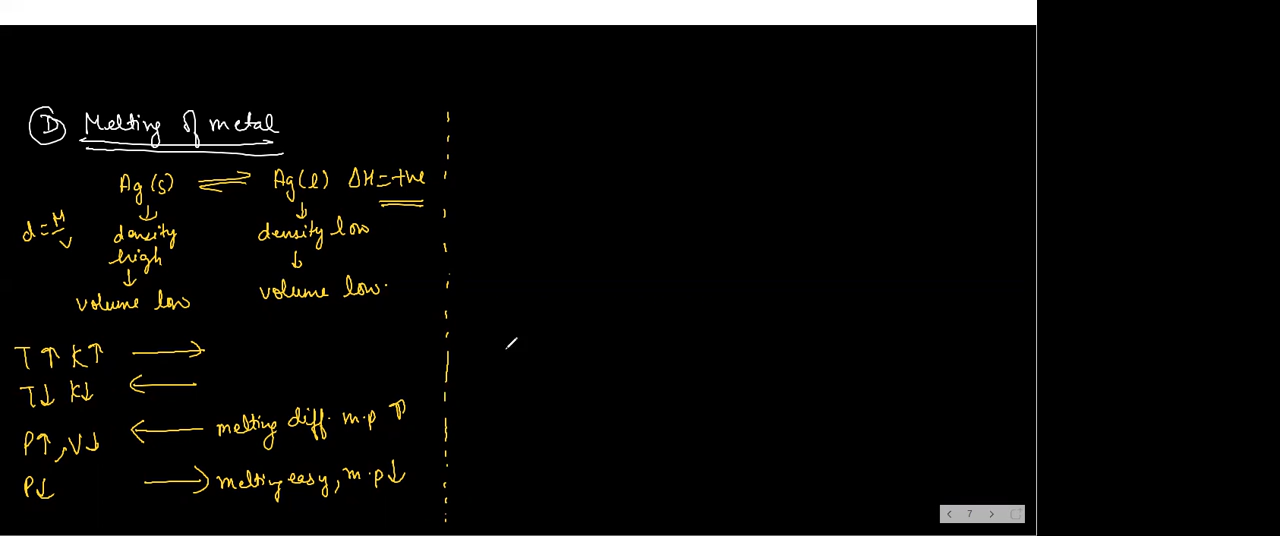 D Melting of metal
Ag(s) ⇌ Ag(l) ΔH=+ve
↓ ↓
d=M/V density high density low
↓ ↓
volume low volume low.
T↑ K↑ →
T↓ K↓ ←
P↑, V↓ ← melting diff. m.p ↑
P↓ → melting easy, m.p↓
7